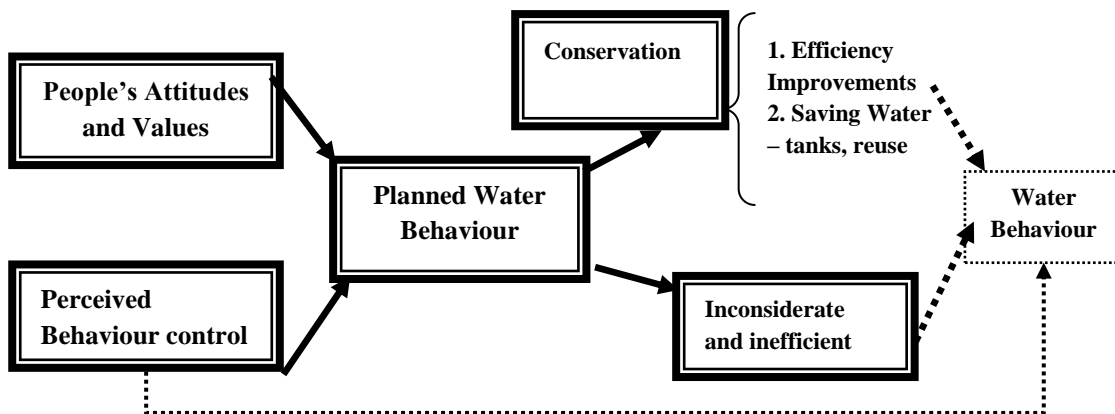 People’s Attitudes
and Values
Perceived
Behaviour control
Planned Water
Behaviour
Conservation
1. Efficiency
Improvements
2. Saving Water
– tanks, reuse
Inconsiderate
and inefficient
Water
Behaviour